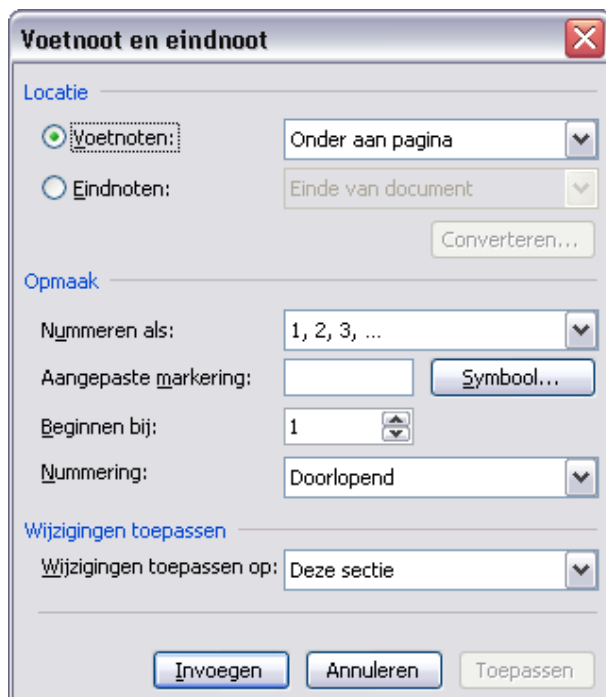 Voetnoot en eindnoot
Locatie
Voetnoten: Onder aan pagina
Eindnoten: Einde van document
Converteren...
Opmaak
Nummeren als: 1, 2, 3, ...
Aangepaste markering: Symbool...
Beginnen bij: 1
Nummering: Doorlopend
Wijzigingen toepassen
Wijzigingen toepassen op: Deze sectie
Invoegen Annuleren Toepassen